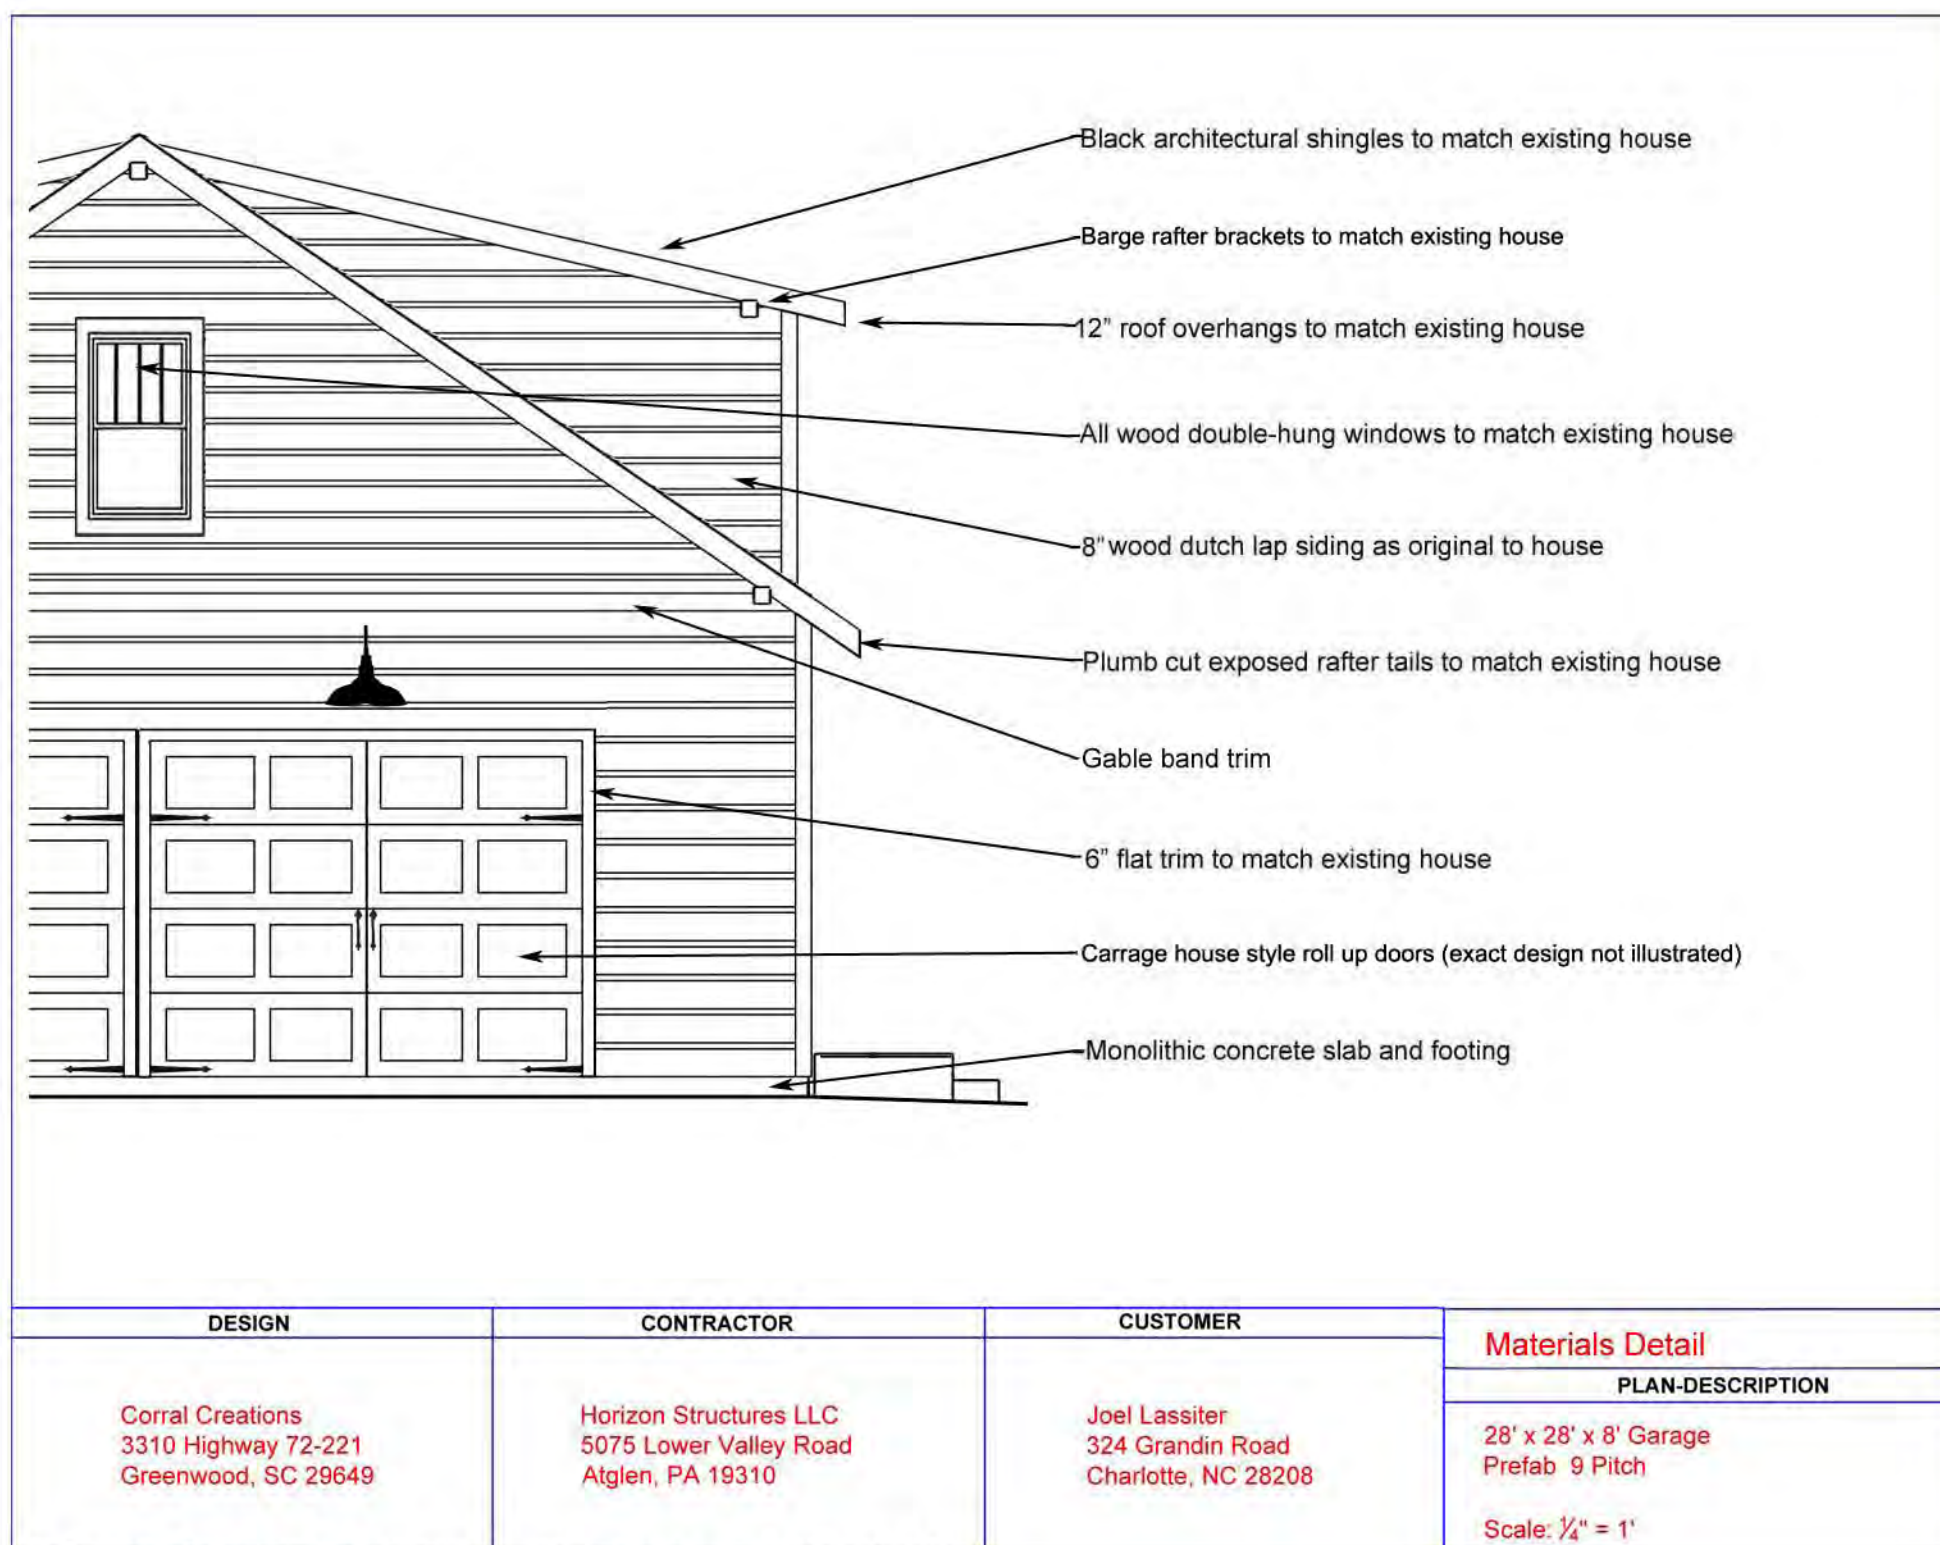 Black architectural shingles to match existing house
Barge rafter brackets to match existing house
12" roof overhangs to match existing house
All wood double-hung windows to match existing house
8" wood dutch lap siding as original to house
Plumb cut exposed rafter tails to match existing house
Gable band trim
6" flat trim to match existing house
Carrage house style roll up doors (exact design not illustrated)
Monolithic concrete slab and footing
DESIGN
Corral Creations
3310 Highway 72-221
Greenwood, SC 29649
CONTRACTOR
Horizon Structures LLC
5075 Lower Valley Road
Atglen, PA 19310
CUSTOMER
Joel Lassiter
324 Grandin Road
Charlotte, NC 28208
Materials Detail
PLAN-DESCRIPTION
28' x 28' x 8' Garage
Prefab 9 Pitch
Scale: ¼" = 1'